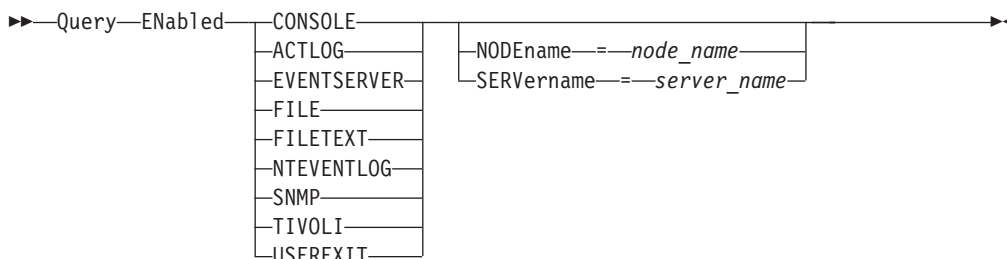 Query ENabled CONSOLE
ACTLOG
EVENTSERVER
FILE
FILETEXT
NTEVENTLOG
SNMP
TIVOLI
USEREXIT
NODEname = node_name
SERVername = server_name